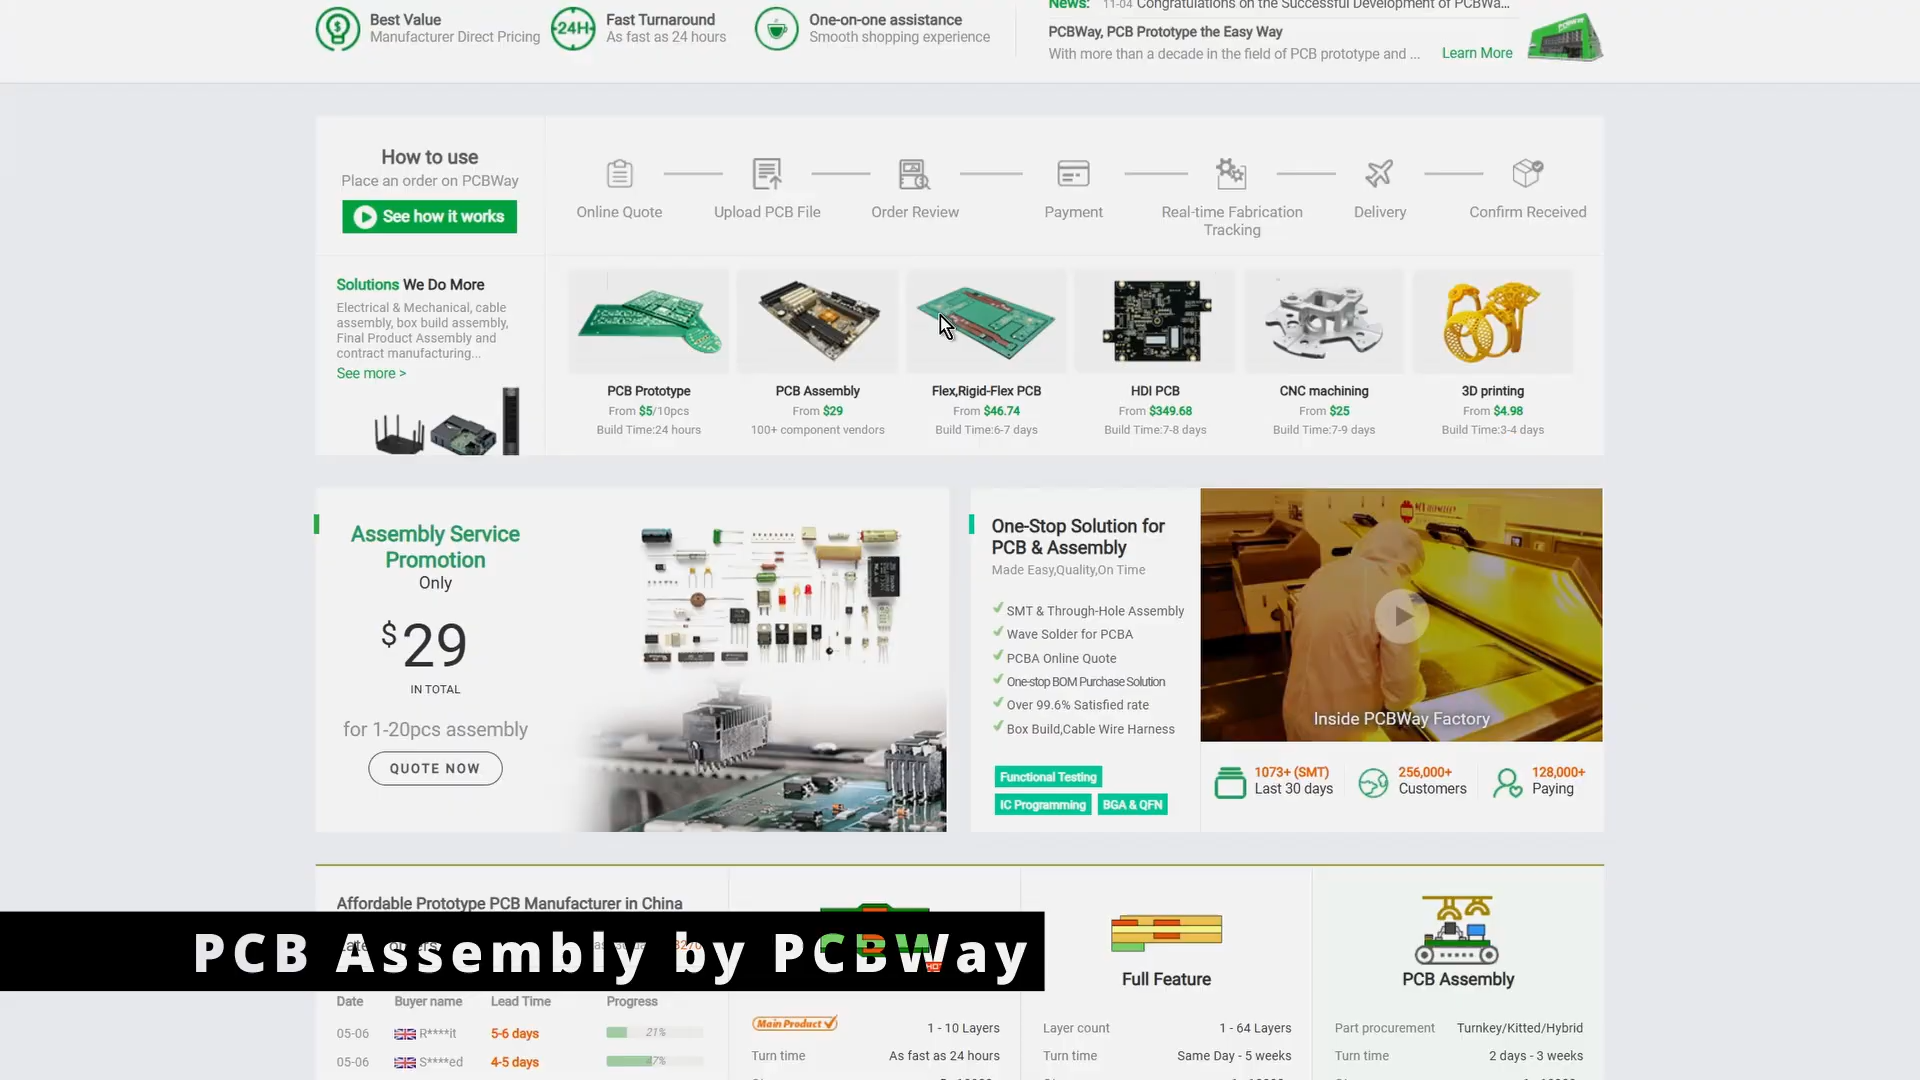 Best Value
Manufacturer Direct Pricing
24H
Fast Turnaround
As fast as 24 hours
One-on-one assistance
Smooth shopping experience
News: 11-04 Congratulations on the Successful Development of PCBWa...
PCBWay, PCB Prototype the Easy Way
With more than a decade in the field of PCB prototype and ...
Learn More
How to use
Place an order on PCBWay
See how it works
Online Quote
Upload PCB File
Order Review
Payment
Real-time Fabrication
Tracking
Delivery
Confirm Received
Solutions We Do More
Electrical & Mechanical, cable
assembly, box build assembly,
Final Product Assembly and
contract manufacturing...
See more >
PCB Prototype
From $5/10pcs
Build Time:24 hours
PCB Assembly
From $29
100+ component vendors
Flex,Rigid-Flex PCB
From $46.74
Build Time:6-7 days
HDI PCB
From $349.68
Build Time:7-8 days
CNC machining
From $25
Build Time:7-9 days
3D printing
From $4.98
Build Time:3-4 days
Assembly Service
Promotion
Only
$29
IN TOTAL
for 1-20pcs assembly
QUOTE NOW
One-Stop Solution for
PCB & Assembly
Made Easy,Quality,On Time
SMT & Through-Hole Assembly
Wave Solder for PCBA
PCBA Online Quote
One-stop BOM Purchase Solution
Over 99.6% Satisfied rate
Box Build,Cable Wire Harness
Functional Testing
IC Programming
BGA & QFN
Inside PCBWay Factory
1073+ (SMT)
Last 30 days
256,000+
Customers
128,000+
Paying
Affordable Prototype PCB Manufacturer in China
PCB Assembly by PCBWay
Date Buyer name Lead Time Progress
05-06 R****it 5-6 days 21%
05-06 S****ed 4-5 days 47%
Main Product
1 - 10 Layers
Turn time As fast as 24 hours
Full Feature
Layer count 1 - 64 Layers
Turn time Same Day - 5 weeks
PCB Assembly
Part procurement Turnkey/Kitted/Hybrid
Turn time 2 days - 3 weeks